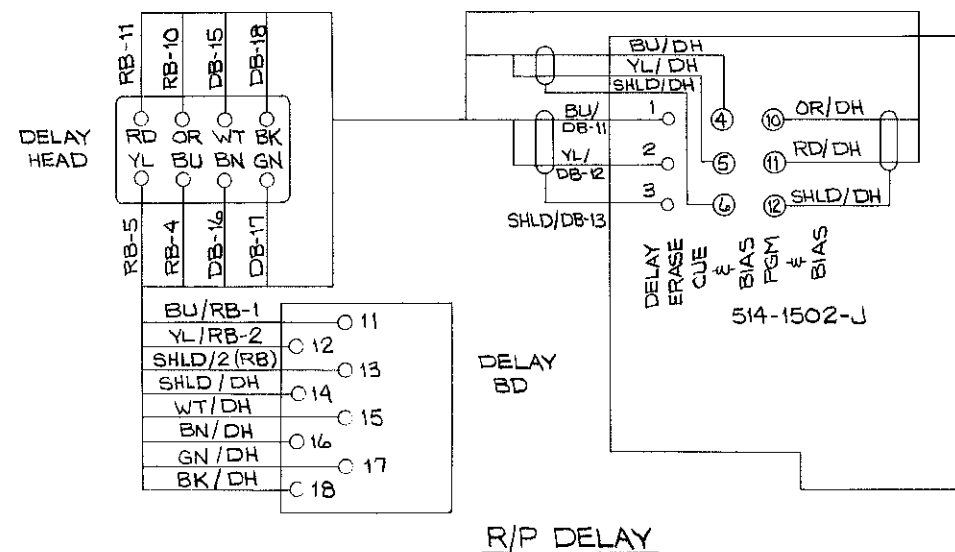 RB-11
RB-10
DB-15
DB-18
DELAY
HEAD
RD OR WT BK
YL BU BN GN
RB-5
RB-4
DB-16
DB-17
BU/RB-1
YL/RB-2
SHLD/2(RB)
SHLD/DH
WT/DH
BN/DH
GN/DH
BK/DH
11
12
13
14
15
16
17
18
DELAY
BD
BU/DH
YL/DH
SHLD/DH
BU/
DB-11
YL/
DB-12
SHLD/DB-13
1
2
3
4
5
6
10
11
12
OR/DH
RD/DH
SHLD/DH
DELAY
ERASE
CUE
&
BIAS
PGM
&
BIAS
514-1502-J
R/P DELAY